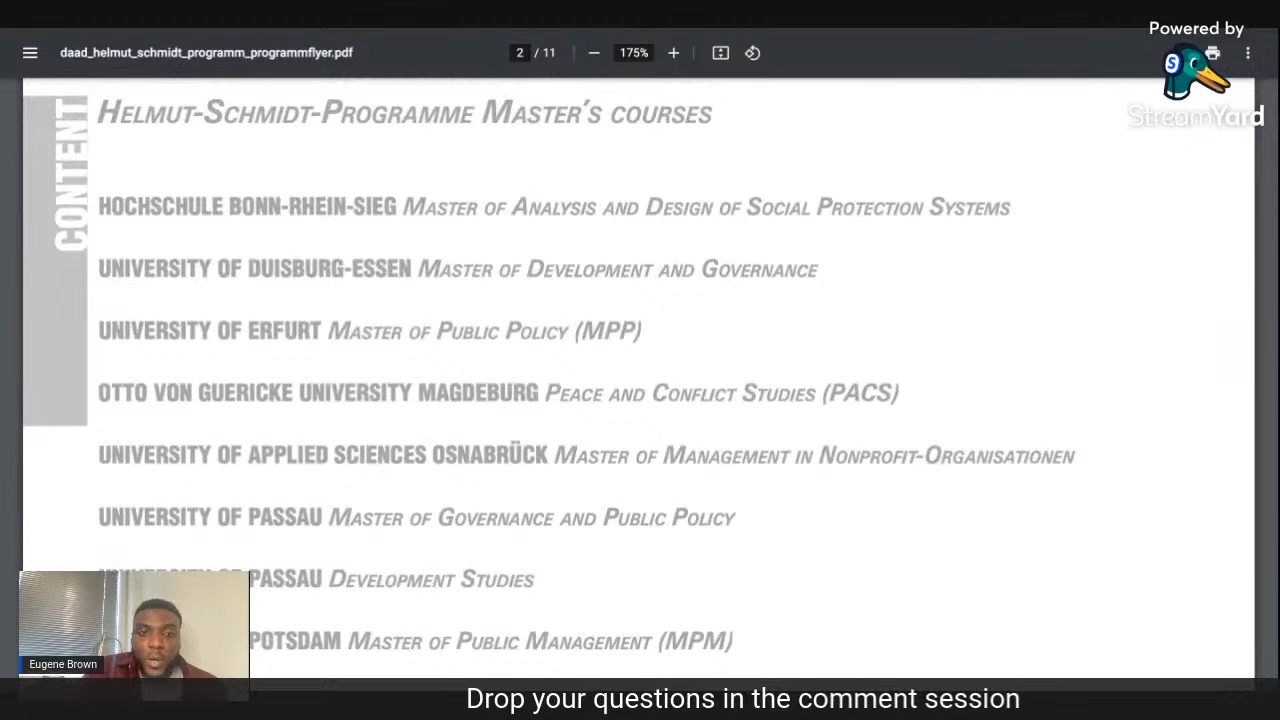 Powered by
S
StreamYard
daad_helmut_schmidt_programm_programmflyer.pdf
2 / 11
175%
CONTENT
HELMUT-SCHMIDT-PROGRAMME MASTER'S COURSES
HOCHSCHULE BONN-RHEIN-SIEG MASTER OF ANALYSIS AND DESIGN OF SOCIAL PROTECTION SYSTEMS
UNIVERSITY OF DUISBURG-ESSEN MASTER OF DEVELOPMENT AND GOVERNANCE
UNIVERSITY OF ERFURT MASTER OF PUBLIC POLICY (MPP)
OTTO VON GUERICKE UNIVERSITY MAGDEBURG PEACE AND CONFLICT STUDIES (PACS)
UNIVERSITY OF APPLIED SCIENCES OSNABRÜCK MASTER OF MANAGEMENT IN NONPROFIT-ORGANISATIONEN
UNIVERSITY OF PASSAU MASTER OF GOVERNANCE AND PUBLIC POLICY
PASSAU DEVELOPMENT STUDIES
POTSDAM MASTER OF PUBLIC MANAGEMENT (MPM)
Eugene Brown
Drop your questions in the comment session